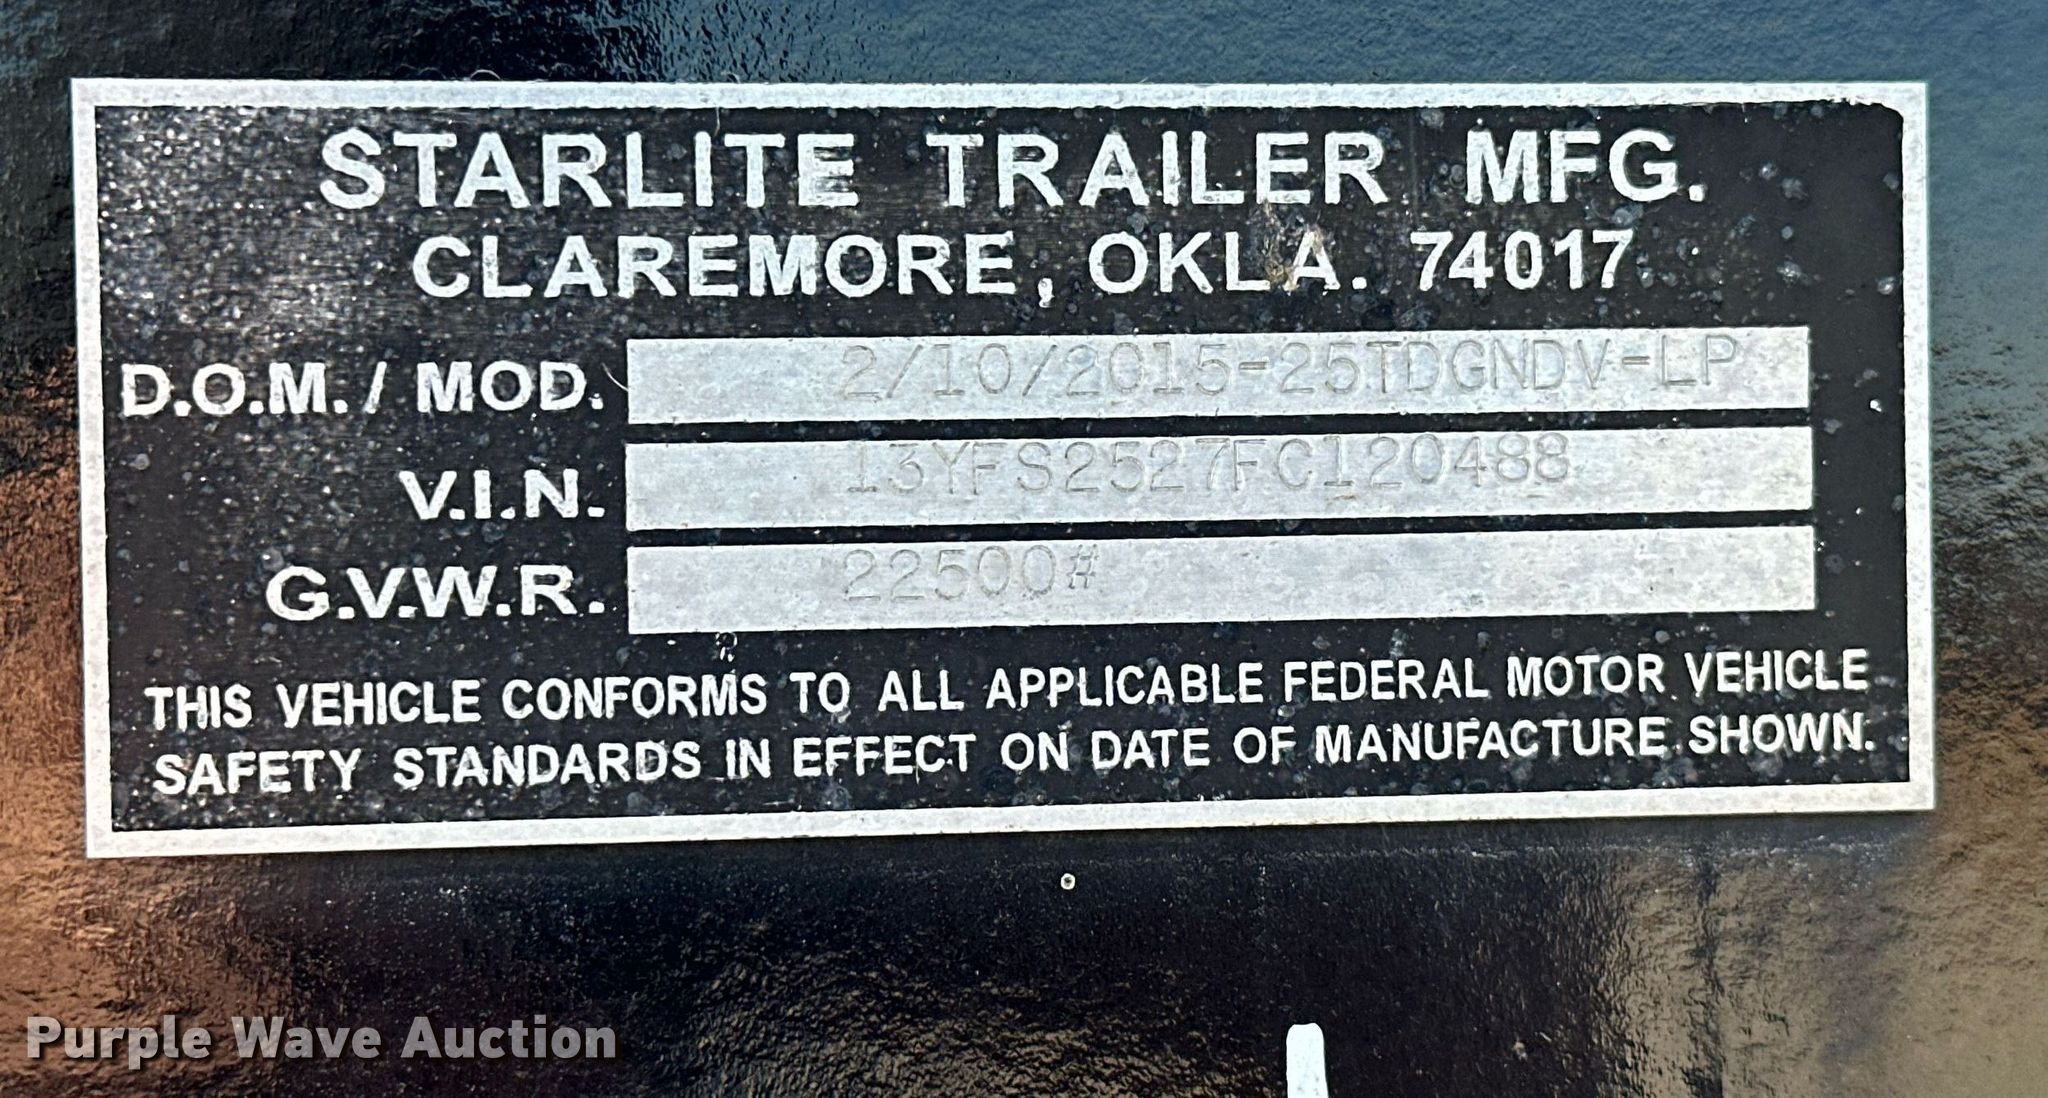 STARLITE TRAILER MFG.
CLAREMORE, OKLA. 74017
D.O.M. / MOD. 2/10/2015-25TDGNDV-LP
V.I.N. 13YFS2527FC120488
G.V.W.R. 22500#
THIS VEHICLE CONFORMS TO ALL APPLICABLE FEDERAL MOTOR VEHICLE
SAFETY STANDARDS IN EFFECT ON DATE OF MANUFACTURE SHOWN.
Purple Wave Auction